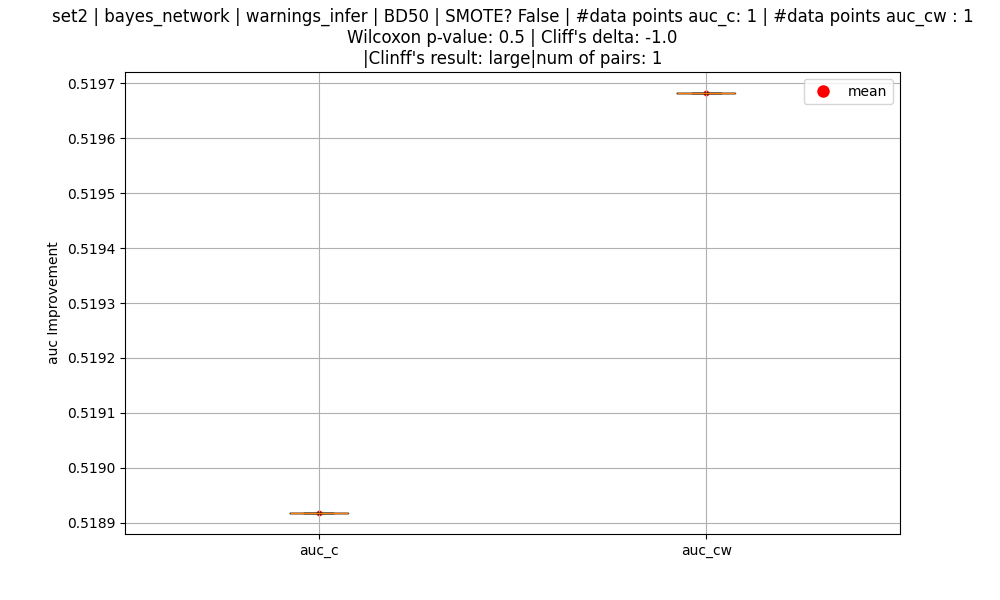 set2 | bayes_network | warnings_infer | BD50 | SMOTE? False | #data points auc_c: 1 | #data points auc_cw : 1
Wilcoxon p-value: 0.5 | Cliff's delta: -1.0
|Clinff's result: large|num of pairs: 1
mean
auc Improvement
0.5197
0.5196
0.5195
0.5194
0.5193
0.5192
0.5191
0.5190
0.5189
auc_c
auc_cw